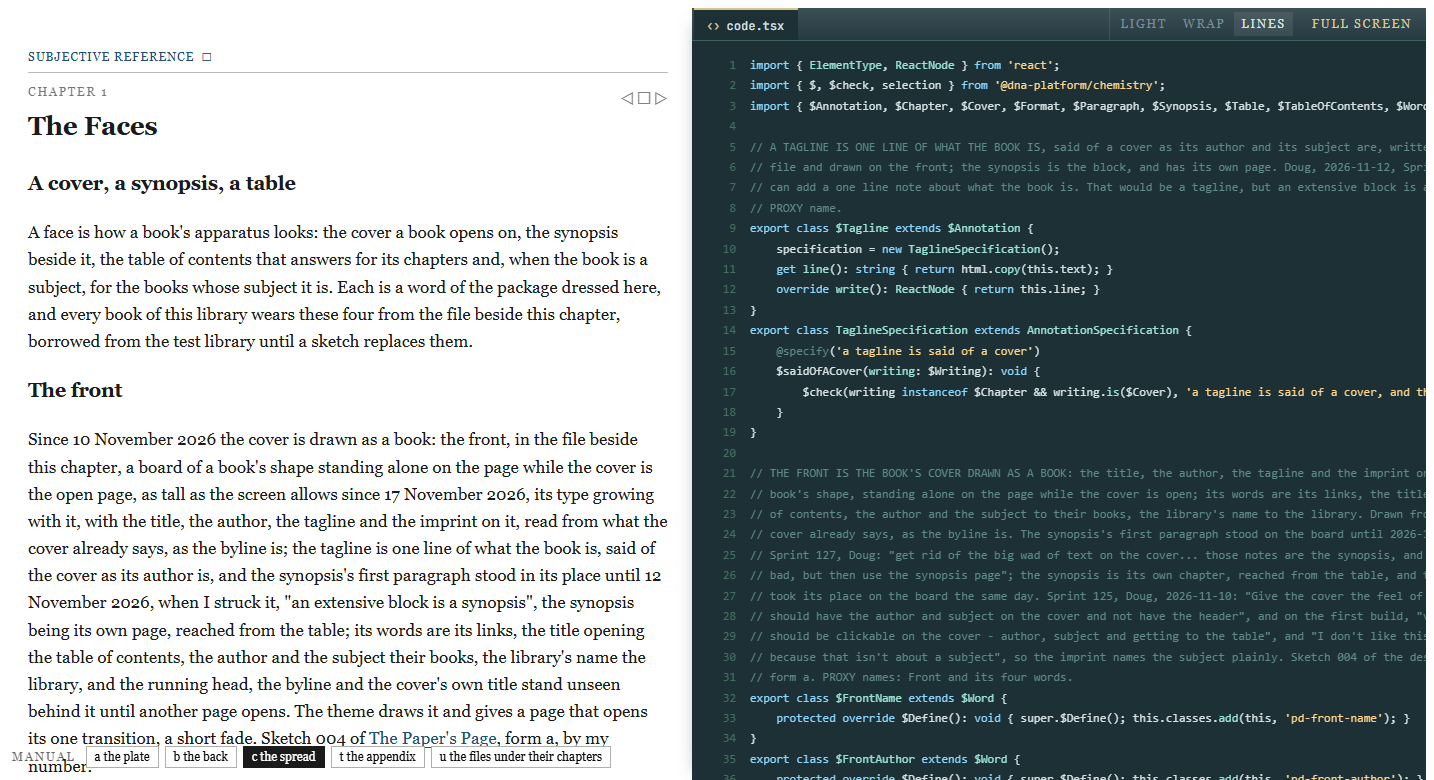 SUBJECTIVE REFERENCE
CHAPTER 1
The Faces
A cover, a synopsis, a table
A face is how a book's apparatus looks: the cover a book opens on, the synopsis
beside it, the table of contents that answers for its chapters and, when the book is a
subject, for the books whose subject it is. Each is a word of the package dressed here,
and every book of this library wears these four from the file beside this chapter,
borrowed from the test library until a sketch replaces them.
The front
Since 10 November 2026 the cover is drawn as a book: the front, in the file beside
this chapter, a board of a book's shape standing alone on the page while the cover is
the open page, as tall as the screen allows since 17 November 2026, its type growing
with it, with the title, the author, the tagline and the imprint on it, read from what the
cover already says, as the byline is; the tagline is one line of what the book is, said of
the cover as its author is, and the synopsis's first paragraph stood in its place until 12
November 2026, when I struck it, "an extensive block is a synopsis", the synopsis
being its own page, reached from the table; its words are its links, the title opening
the table of contents, the author and the subject their books, the library's name the
library, and the running head, the byline and the cover's own title stand unseen
behind it until another page opens. The theme draws it and gives a page that opens
its one transition, a short fade. Sketch 004 of The Paper's Page, form a, by my
number.
MANUAL a the plate b the back c the spread t the appendix u the files under their chapters
<> code.tsx LIGHT WRAP LINES FULL SCREEN
1 import { ElementType, ReactNode } from 'react';
2 import { $, $check, selection } from '@dna-platform/chemistry';
3 import { $Annotation, $Chapter, $Cover, $Format, $Paragraph, $Synopsis, $Table, $TableOfContents, $Word
4
5 // A TAGLINE IS ONE LINE OF WHAT THE BOOK IS, said of a cover as its author and its subject are, writte
6 // file and drawn on the front; the synopsis is the block, and has its own page. Doug, 2026-11-12, Spri
7 // can add a one line note about what the book is. That would be a tagline, but an extensive block is a
8 // PROXY name.
9 export class $Tagline extends $Annotation {
10 specification = new TaglineSpecification();
11 get line(): string { return html.copy(this.text); }
12 override write(): ReactNode { return this.line; }
13 }
14 export class TaglineSpecification extends AnnotationSpecification {
15 @specify('a tagline is said of a cover')
16 $saidOfACover(writing: $Writing): void {
17 $check(writing instanceof $Chapter && writing.is($Cover), 'a tagline is said of a cover, and th
18 }
19 }
20
21 // THE FRONT IS THE BOOK'S COVER DRAWN AS A BOOK: the title, the author, the tagline and the imprint on
22 // book's shape, standing alone on the page while the cover is open; its words are its links, the title
23 // of contents, the author and the subject to their books, the library's name to the library. Drawn fro
24 // cover already says, as the byline is. The synopsis's first paragraph stood on the board until 2026-1
25 // Sprint 127, Doug: "get rid of the big wad of text on the cover... those notes are the synopsis, and
26 // bad, but then use the synopsis page"; the synopsis is its own chapter, reached from the table, and t
27 // took its place on the board the same day. Sprint 125, Doug, 2026-11-10: "Give the cover the feel of
28 // should have the author and subject on the cover and not have the header", and on the first build, "
29 // should be clickable on the cover - author, subject and getting to the table", and "I don't like this
30 // because that isn't about a subject", so the imprint names the subject plainly. Sketch 004 of the des
31 // form a. PROXY names: Front and its four words.
32 export class $FrontName extends $Word {
33 protected override $Define(): void { super.$Define(); this.classes.add(this, 'pd-front-name'); }
34 }
35 export class $FrontAuthor extends $Word {
36 protected override $Define(): void { super.$Define(); this.classes.add(this, 'pd-front-author'); }